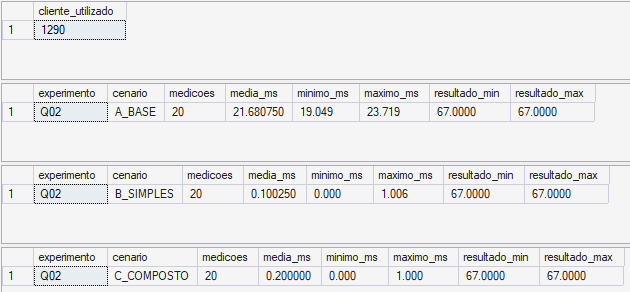 cliente_utilizado
1 1290
experimento cenario medicoes media_ms minimo_ms maximo_ms resultado_min resultado_max
1 Q02 A_BASE 20 21.680750 19.049 23.719 67.0000 67.0000
experimento cenario medicoes media_ms minimo_ms maximo_ms resultado_min resultado_max
1 Q02 B_SIMPLES 20 0.100250 0.000 1.006 67.0000 67.0000
experimento cenario medicoes media_ms minimo_ms maximo_ms resultado_min resultado_max
1 Q02 C_COMPOSTO 20 0.200000 0.000 1.000 67.0000 67.0000